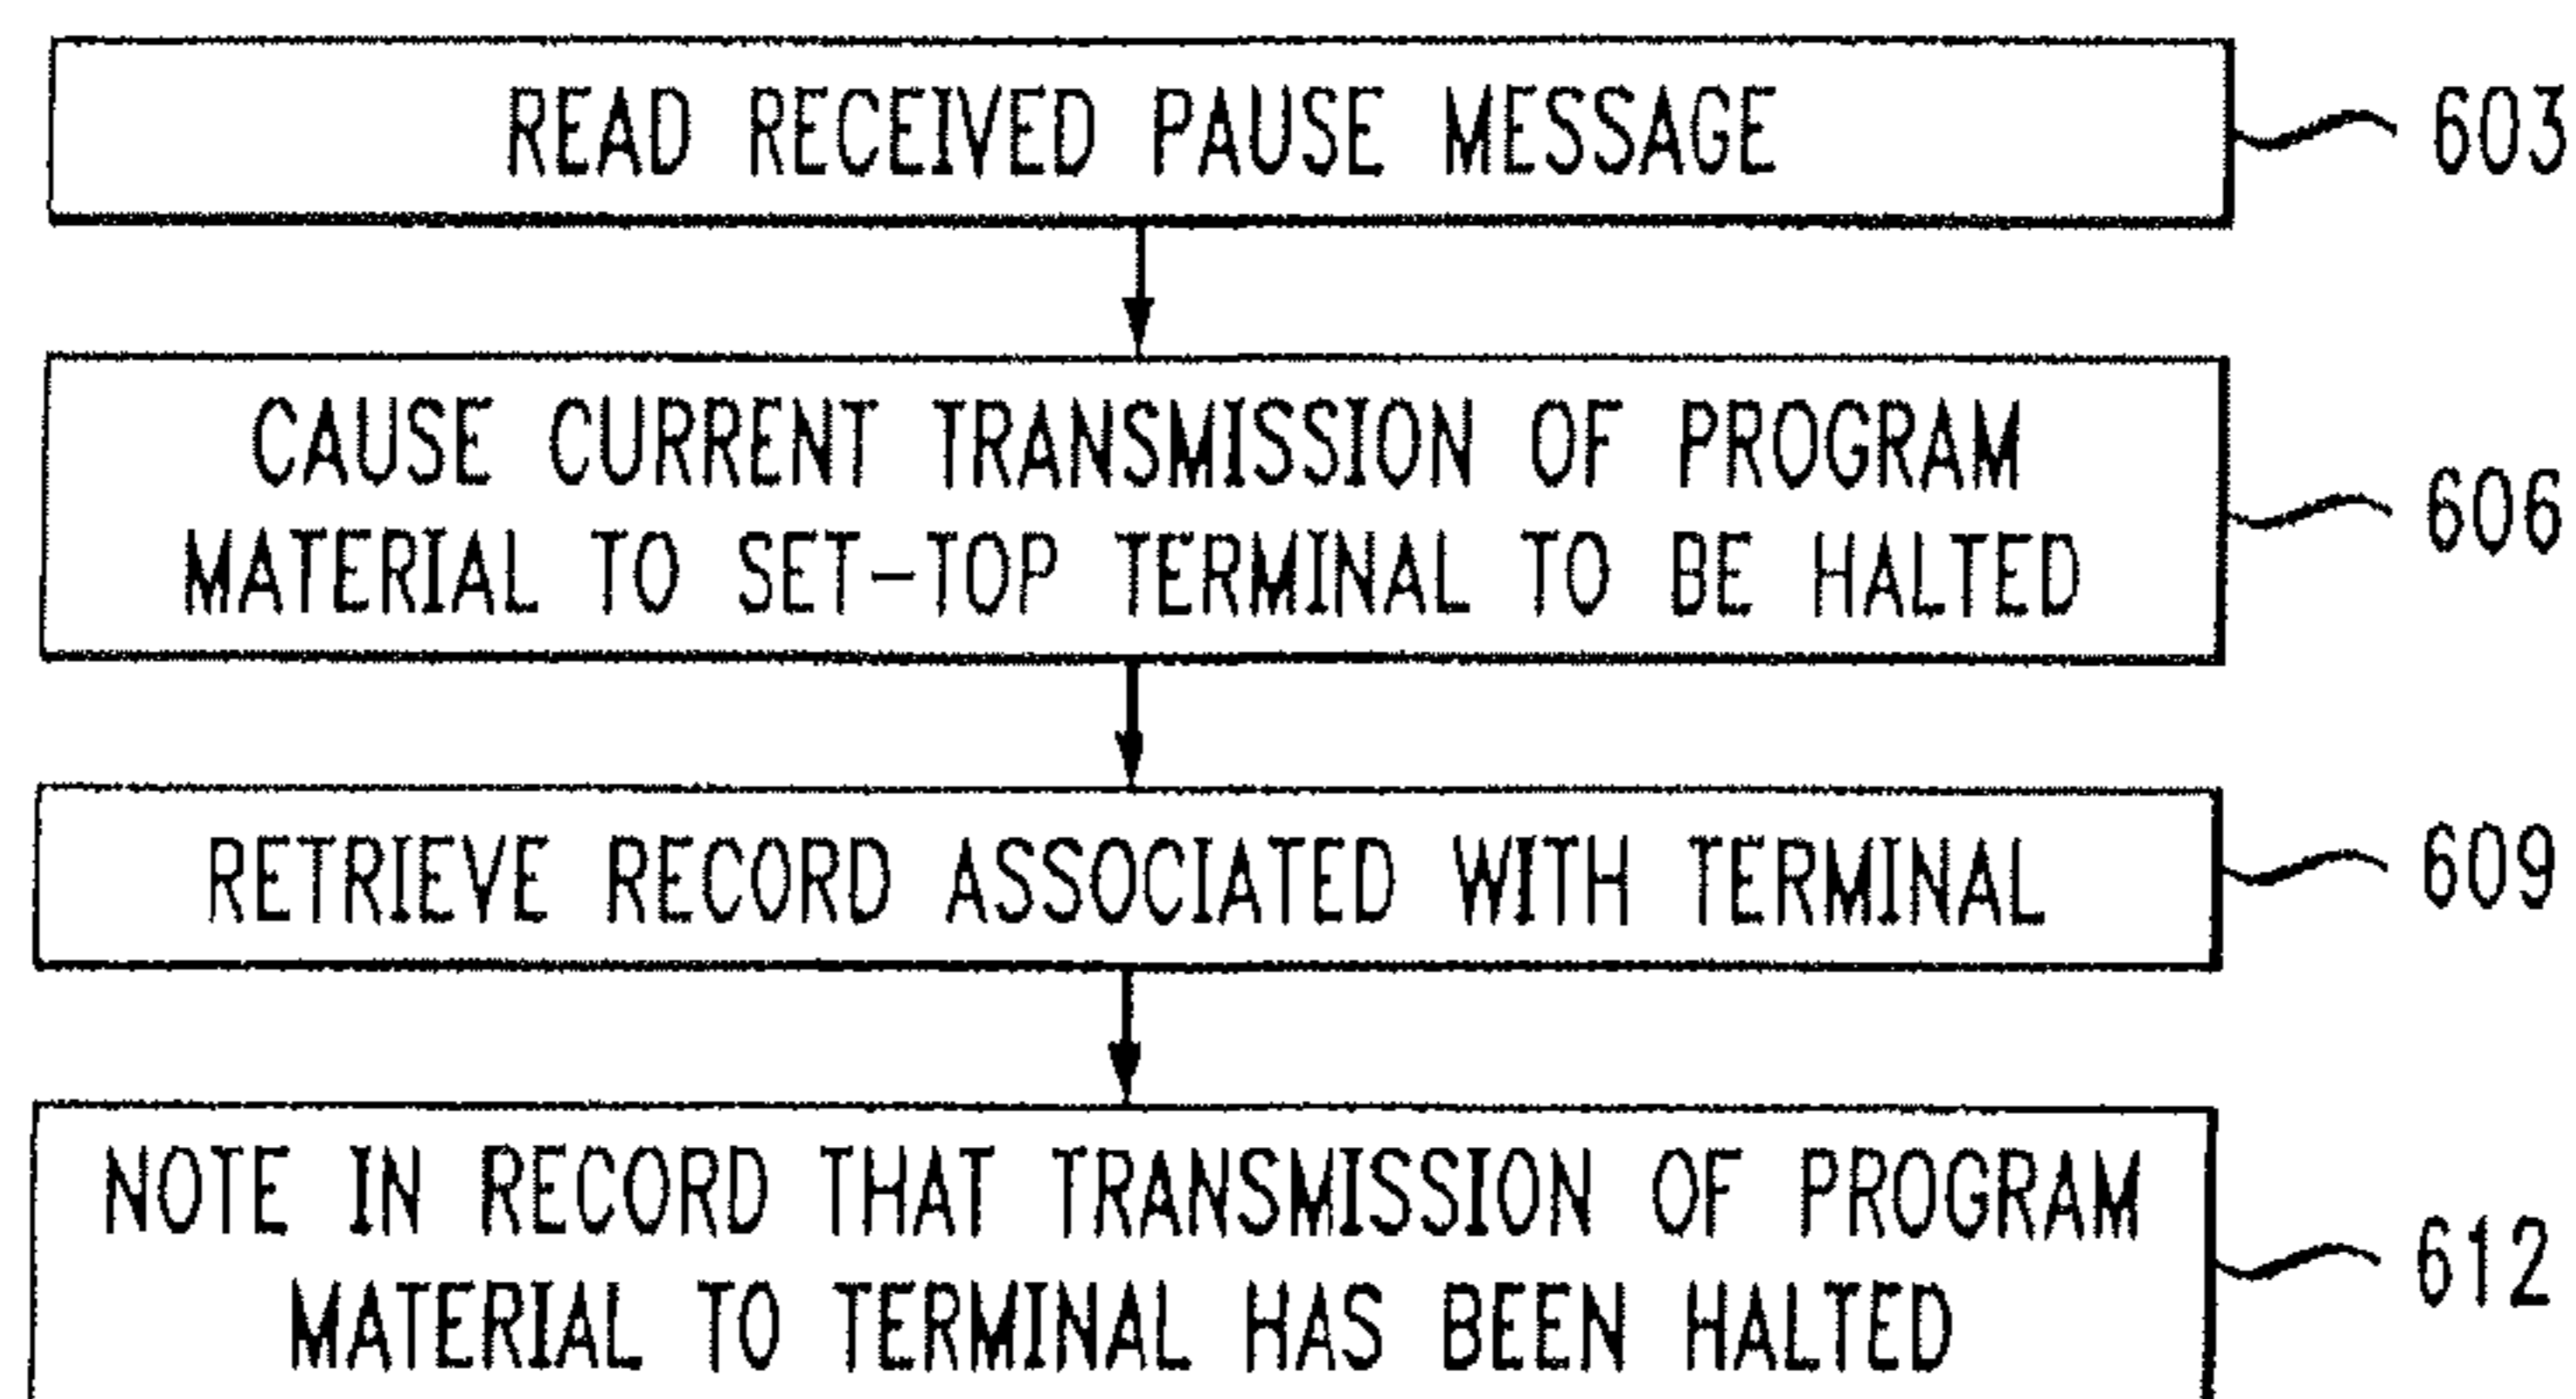 READ RECEIVED PAUSE MESSAGE
603
CAUSE CURRENT TRANSMISSION OF PROGRAM
MATERIAL TO SET-TOP TERMINAL TO BE HALTED
606
RETRIEVE RECORD ASSOCIATED WITH TERMINAL
609
NOTE IN RECORD THAT TRANSMISSION OF PROGRAM
MATERIAL TO TERMINAL HAS BEEN HALTED
612